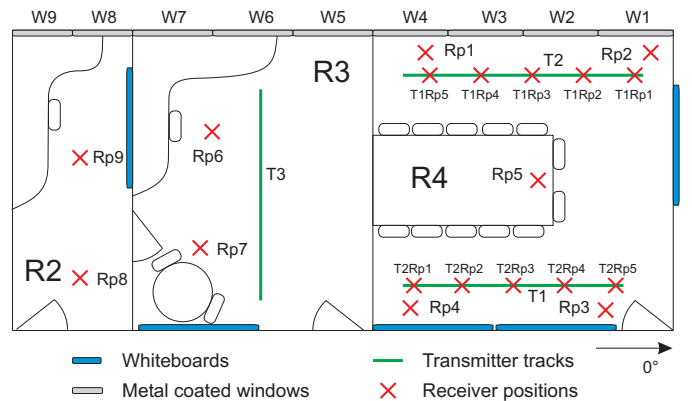 W9 W8 W7 W6 W5 W4 W3 W2 W1
Rp1 T2 Rp2
R3
T1Rp5 T1Rp4 T1Rp3 T1Rp2 T1Rp1
Rp9 Rp6 T3 R4 Rp5
Rp7
R2 Rp8
T2Rp1 T2Rp2 T2Rp3 T2Rp4 T2Rp5
Rp4 T1 Rp3
Whiteboards Transmitter tracks 0°
Metal coated windows Receiver positions